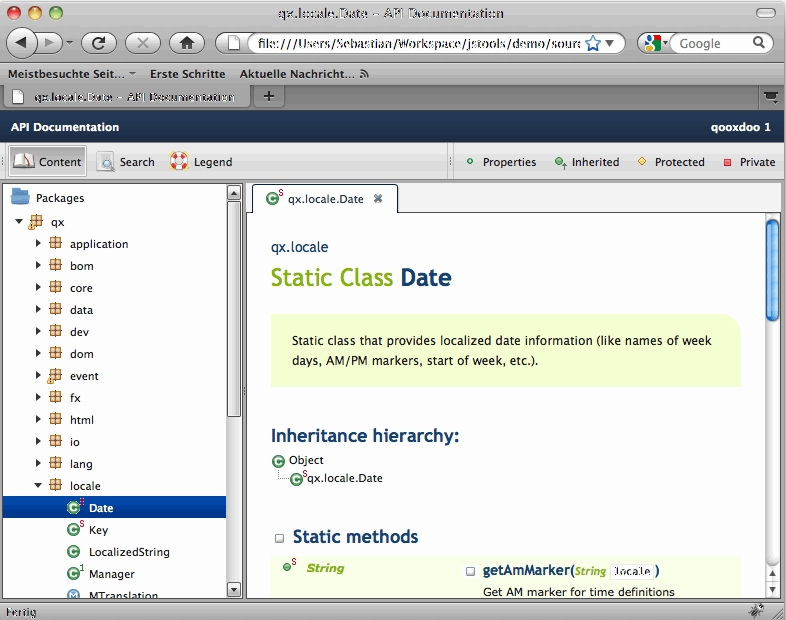 qx.locale.Date - API Documentation
file:///Users/Sebastian/Workspace/jstools/demo/sour
Google
Meistbesuchte Seit...
Erste Schritte
Aktuelle Nachricht...
qx.locale.Date - API Documentation
API Documentation
qooxdoo 1
Content
Search
Legend
Properties
Inherited
Protected
Private
Packages
qx
application
bom
core
data
dev
dom
event
fx
html
io
lang
locale
Date
Key
LocalizedString
Manager
MTranslation
qx.locale.Date
qx.locale
Static Class Date
Static class that provides localized date information (like names of week
days, AM/PM markers, start of week, etc.).
Inheritance hierarchy:
Object
qx.locale.Date
Static methods
String
getAmMarker(String locale)
Get AM marker for time definitions
Fertig